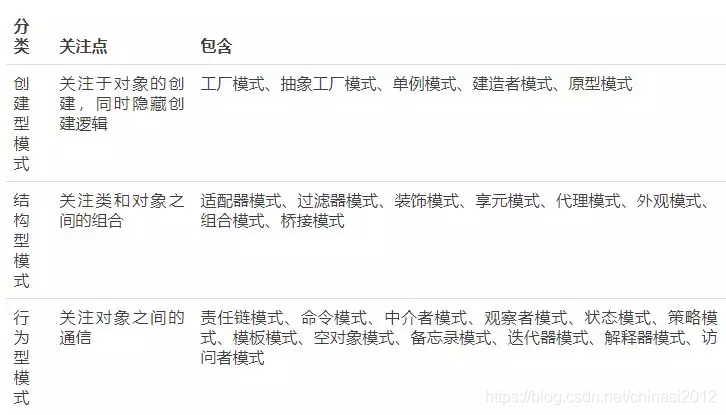 分
类
关注点
包含
创
建
型
模
式
关注于对象的创
建，同时隐藏创
建逻辑
工厂模式、抽象工厂模式、单例模式、建造者模式、原型模式
结
构
型
模
式
关注类和对象之
间的组合
适配器模式、过滤器模式、装饰模式、享元模式、代理模式、外观模式、
组合模式、桥接模式
行
为
型
模
式
关注对象之间的
通信
责任链模式、命令模式、中介者模式、观察者模式、状态模式、策略模
式、模板模式、空对象模式、备忘录模式、迭代器模式、解释器模式、访
问者模式
https://blog.csdn.net/chinasi2012